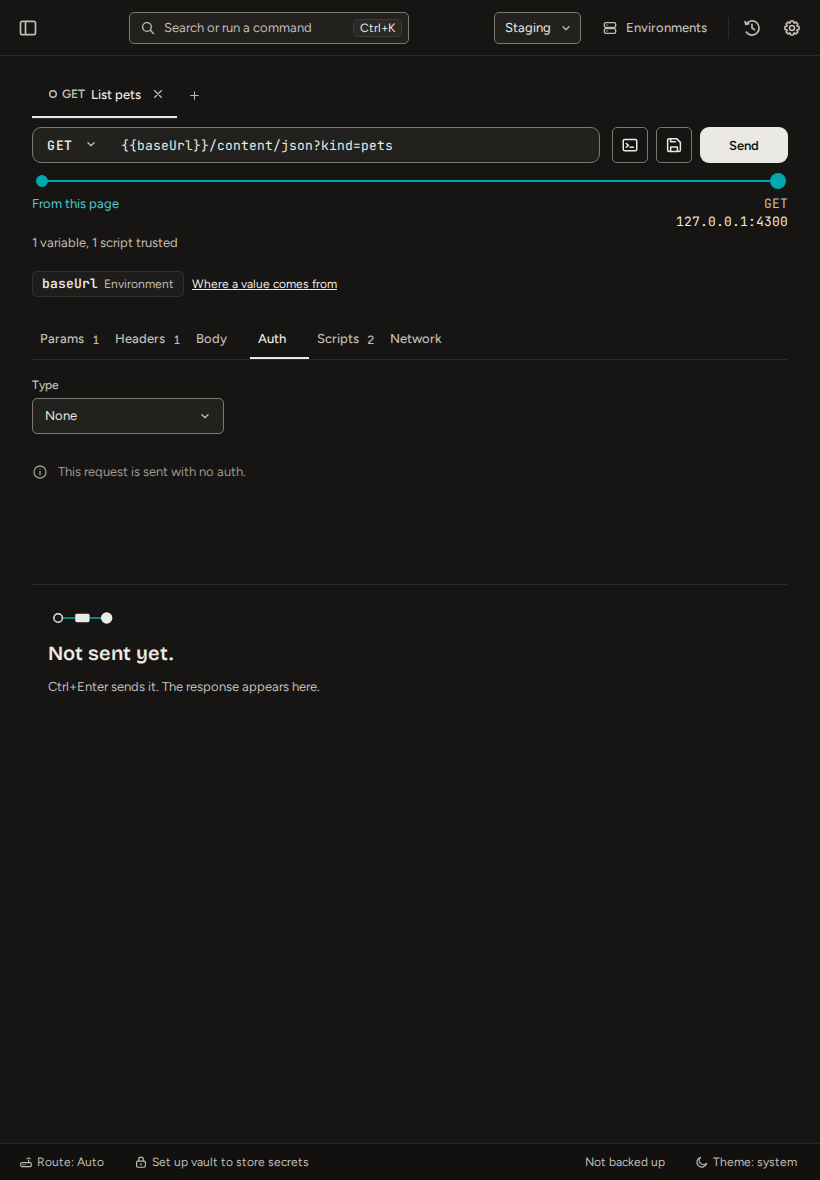 Search or run a command Ctrl+K Staging Environments
GET List pets
GET {{baseUrl}}/content/json?kind=pets Send
From this page GET
127.0.0.1:4300
1 variable, 1 script trusted
baseUrl Environment Where a value comes from
Params 1 Headers 1 Body Auth Scripts 2 Network
Type
None
This request is sent with no auth.
Not sent yet.
Ctrl+Enter sends it. The response appears here.
Route: Auto Set up vault to store secrets Not backed up Theme: system